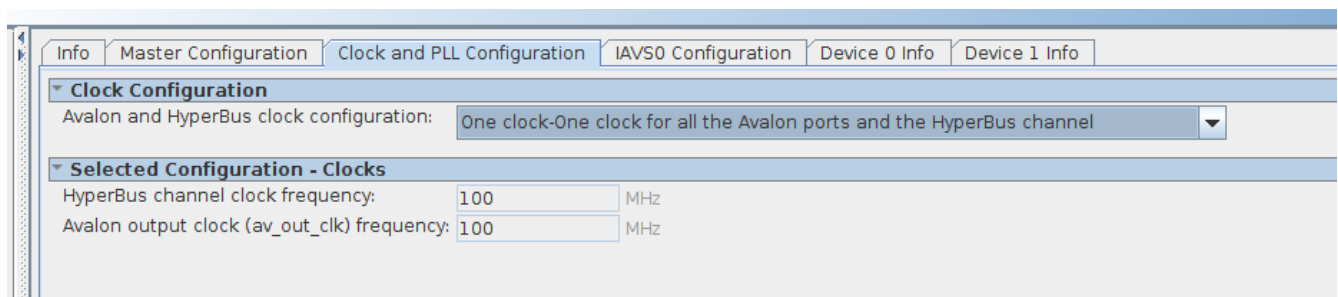 Info Master Configuration Clock and PLL Configuration IAVS0 Configuration Device 0 Info Device 1 Info
Clock Configuration
Avalon and HyperBus clock configuration: One clock-One clock for all the Avalon ports and the HyperBus channel
Selected Configuration - Clocks
HyperBus channel clock frequency: 100 MHz
Avalon output clock (av_out_clk) frequency: 100 MHz